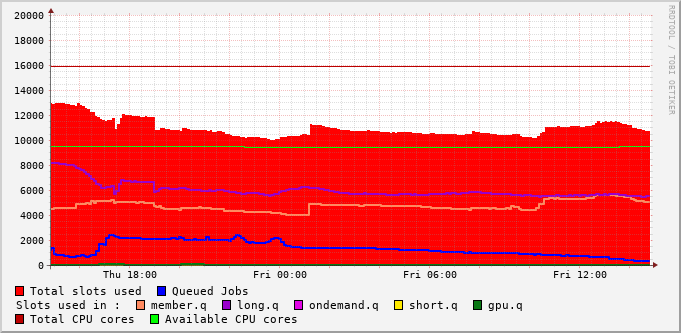 RRDTOOL / TOBI OETIKER
20000
18000
16000
14000
12000
10000
8000
6000
4000
2000
0
Thu 18:00 Fri 00:00 Fri 06:00 Fri 12:00
Total slots used Queued Jobs
Slots used in : member.q long.q ondemand.q short.q gpu.q
Total CPU cores Available CPU cores